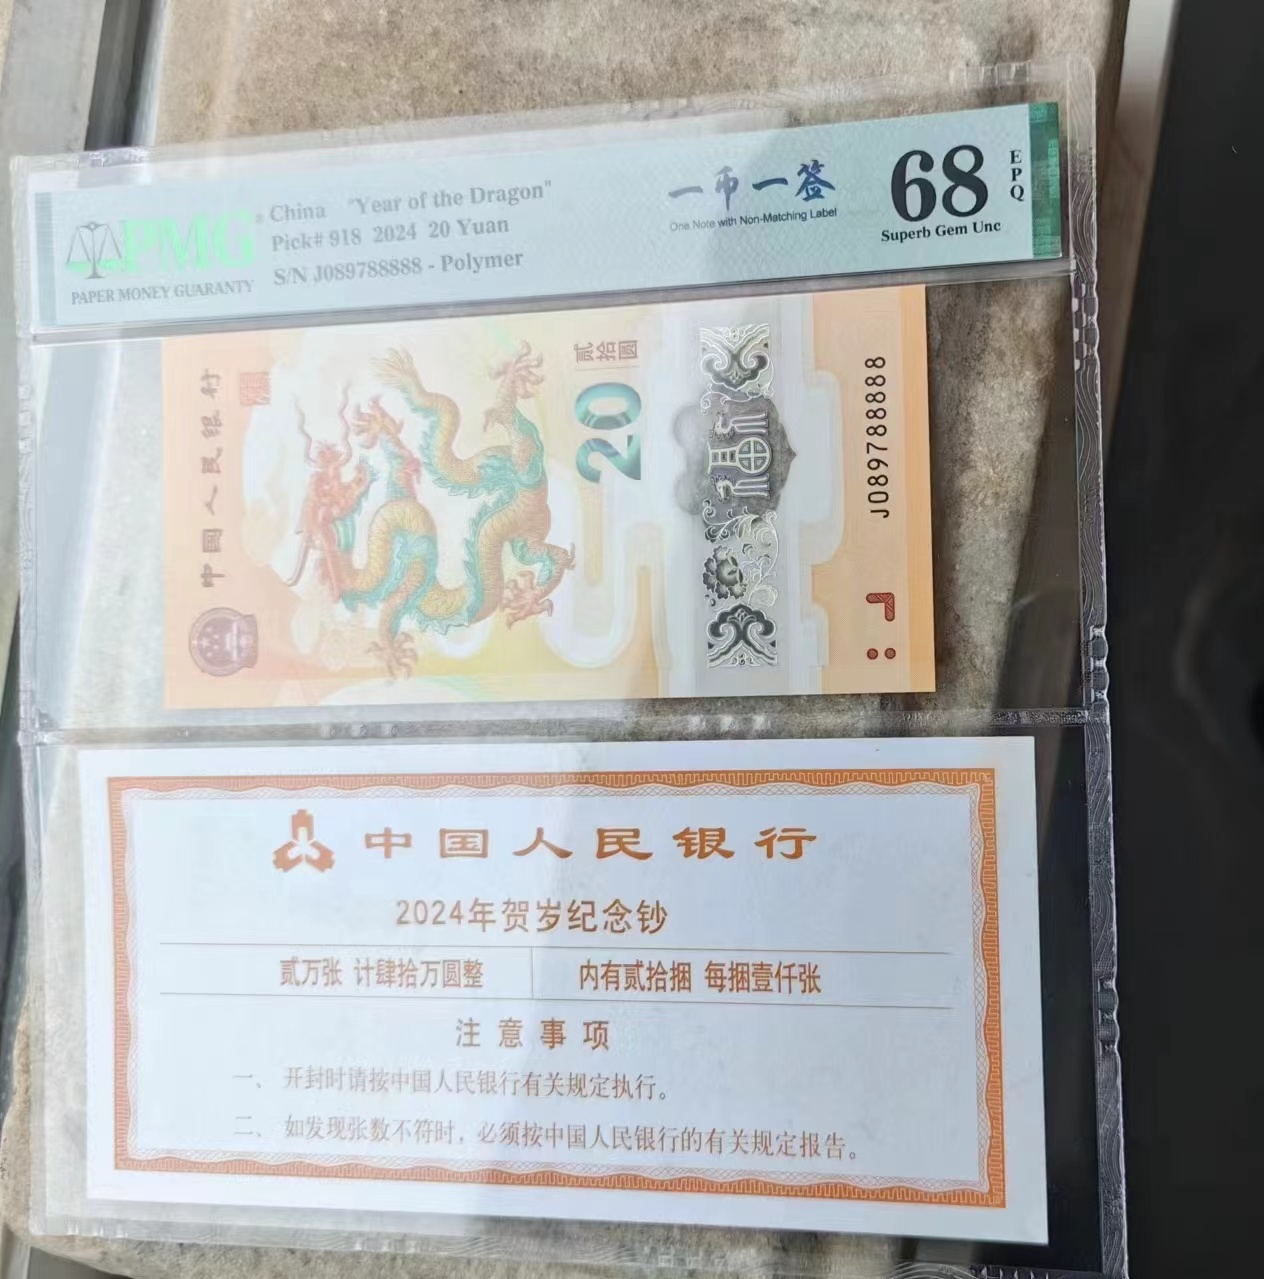 PMG
PAPER MONEY GUARANTY
China "Year of the Dragon"
Pick# 918 2024 20 Yuan
S/N J089788888 - Polymer
一币一签
One Note with Non-Matching Label
68
EPQ
Superb Gem Unc
中国人民银行
贰拾圆
20
福
J089788888
中国人民银行
2024年贺岁纪念钞
贰万张 计肆拾万圆整
内有贰拾捆 每捆壹仟张
注意事项
一、 开封时请按中国人民银行有关规定执行。
二、 如发现张数不符时,必须按中国人民银行的有关规定报告。